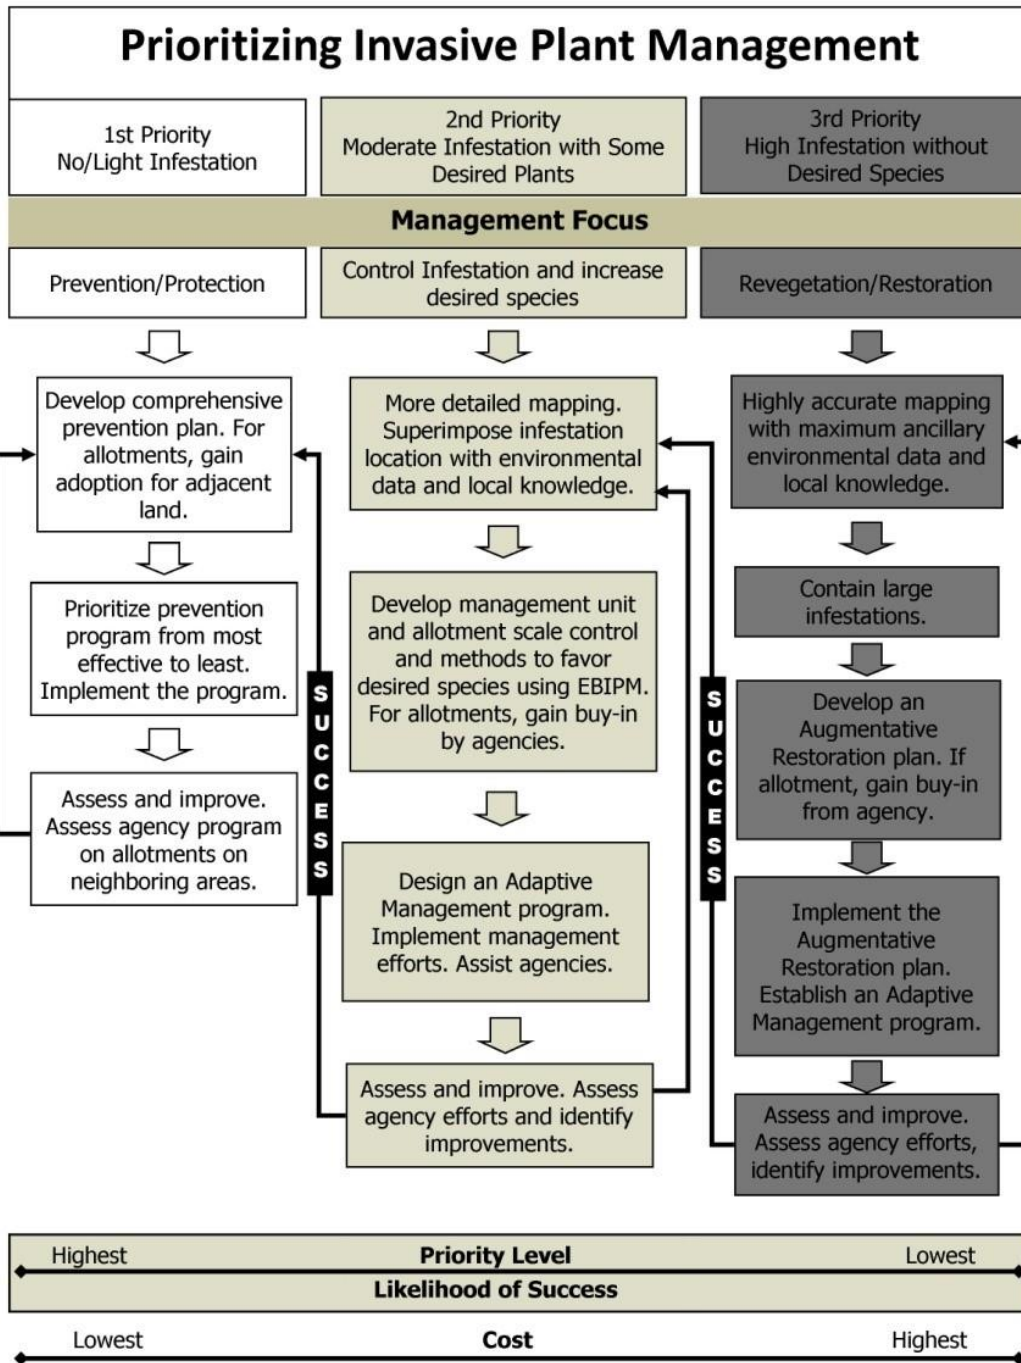 Prioritizing Invasive Plant Management
1st Priority
No/Light Infestation
2nd Priority
Moderate Infestation with Some
Desired Plants
3rd Priority
High Infestation without
Desired Species
Management Focus
Prevention/Protection
Control Infestation and increase
desired species
Revegetation/Restoration
Develop comprehensive
prevention plan. For
allotments, gain
adoption for adjacent
land.
Prioritize prevention
program from most
effective to least.
Implement the program.
Assess and improve.
Assess agency program
on allotments on
neighboring areas.
SUCCESS
More detailed mapping.
Superimpose infestation
location with environmental
data and local knowledge.
Develop management unit
and allotment scale control
and methods to favor
desired species using EBIPM.
For allotments, gain buy-in
by agencies.
Design an Adaptive
Management program.
Implement management
efforts. Assist agencies.
Assess and improve. Assess
agency efforts and identify
improvements.
SUCCESS
Highly accurate mapping
with maximum ancillary
environmental data and
local knowledge.
Contain large
infestations.
Develop an
Augmentative
Restoration plan. If
allotment, gain buy-in
from agency.
Implement the
Augmentative
Restoration plan.
Establish an Adaptive
Management program.
Assess and improve.
Assess agency efforts,
identify improvements.
Highest Priority Level Lowest
Likelihood of Success
Lowest Cost Highest